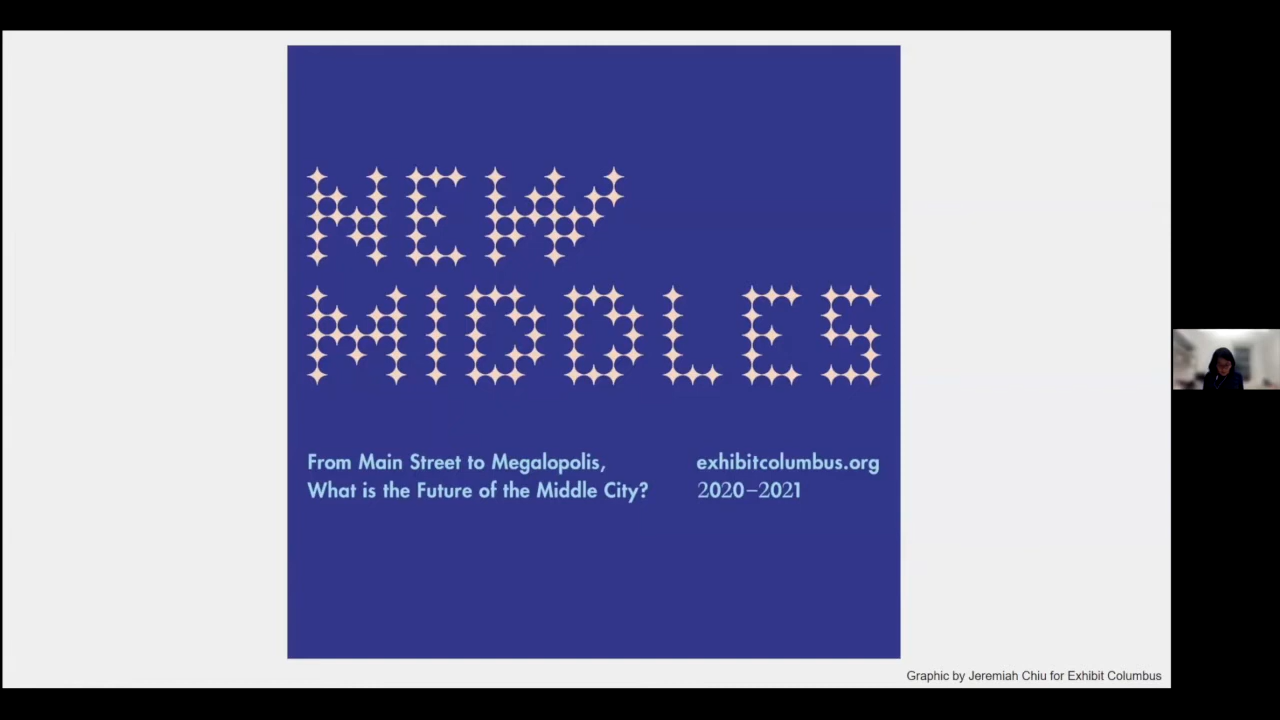 NEW
MIDDLES
From Main Street to Megalopolis,
What is the Future of the Middle City?
exhibitcolumbus.org
2020–2021
Graphic by Jeremiah Chiu for Exhibit Columbus